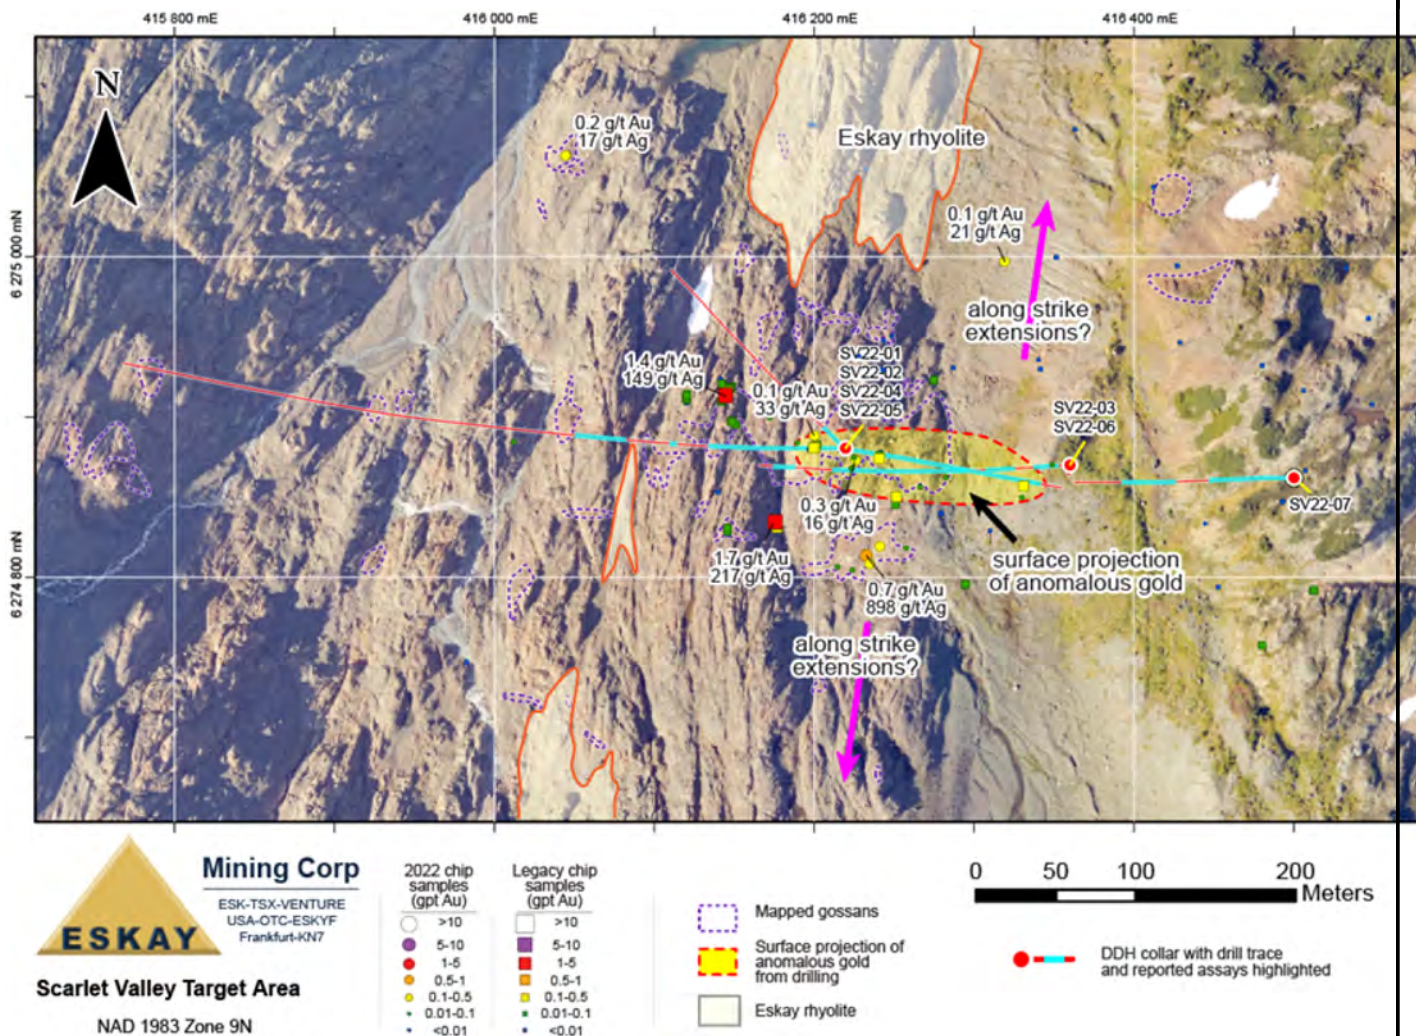 415 800 mE
416 000 mE
416 200 mE
416 400 mE
N
0.2 g/t Au
17 g/t Ag
Eskay rhyolite
0.1 g/t Au
21 g/t Ag
6 275 000 mN
along strike
extensions?
SV22-01
SV22-02
SV22-04
SV22-05
1.4 g/t Au
149 g/t Ag
0.1 g/t Au
33 g/t Ag
SV22-03
SV22-06
SV22-07
0.3 g/t Au
16 g/t Ag
1.7 g/t Au
217 g/t Ag
surface projection
of anomalous gold
0.7 g/t Au
898 g/t Ag
6 274 800 mN
along strike
extensions?
ESKAY
Mining Corp
ESK-TSX-VENTURE
USA-OTC-ESKYF
Frankfurt-KN7
Scarlet Valley Target Area
NAD 1983 Zone 9N
2022 chip
samples
(gpt Au)
>10
5-10
1-5
0.5-1
0.1-0.5
0.01-0.1
<0.01
Legacy chip
samples
(gpt Au)
>10
5-10
1-5
0.5-1
0.1-0.5
0.01-0.1
<0.01
Mapped gossans
Surface projection of
anomalous gold
from drilling
Eskay rhyolite
0 50 100 200
Meters
DDH collar with drill trace
and reported assays highlighted